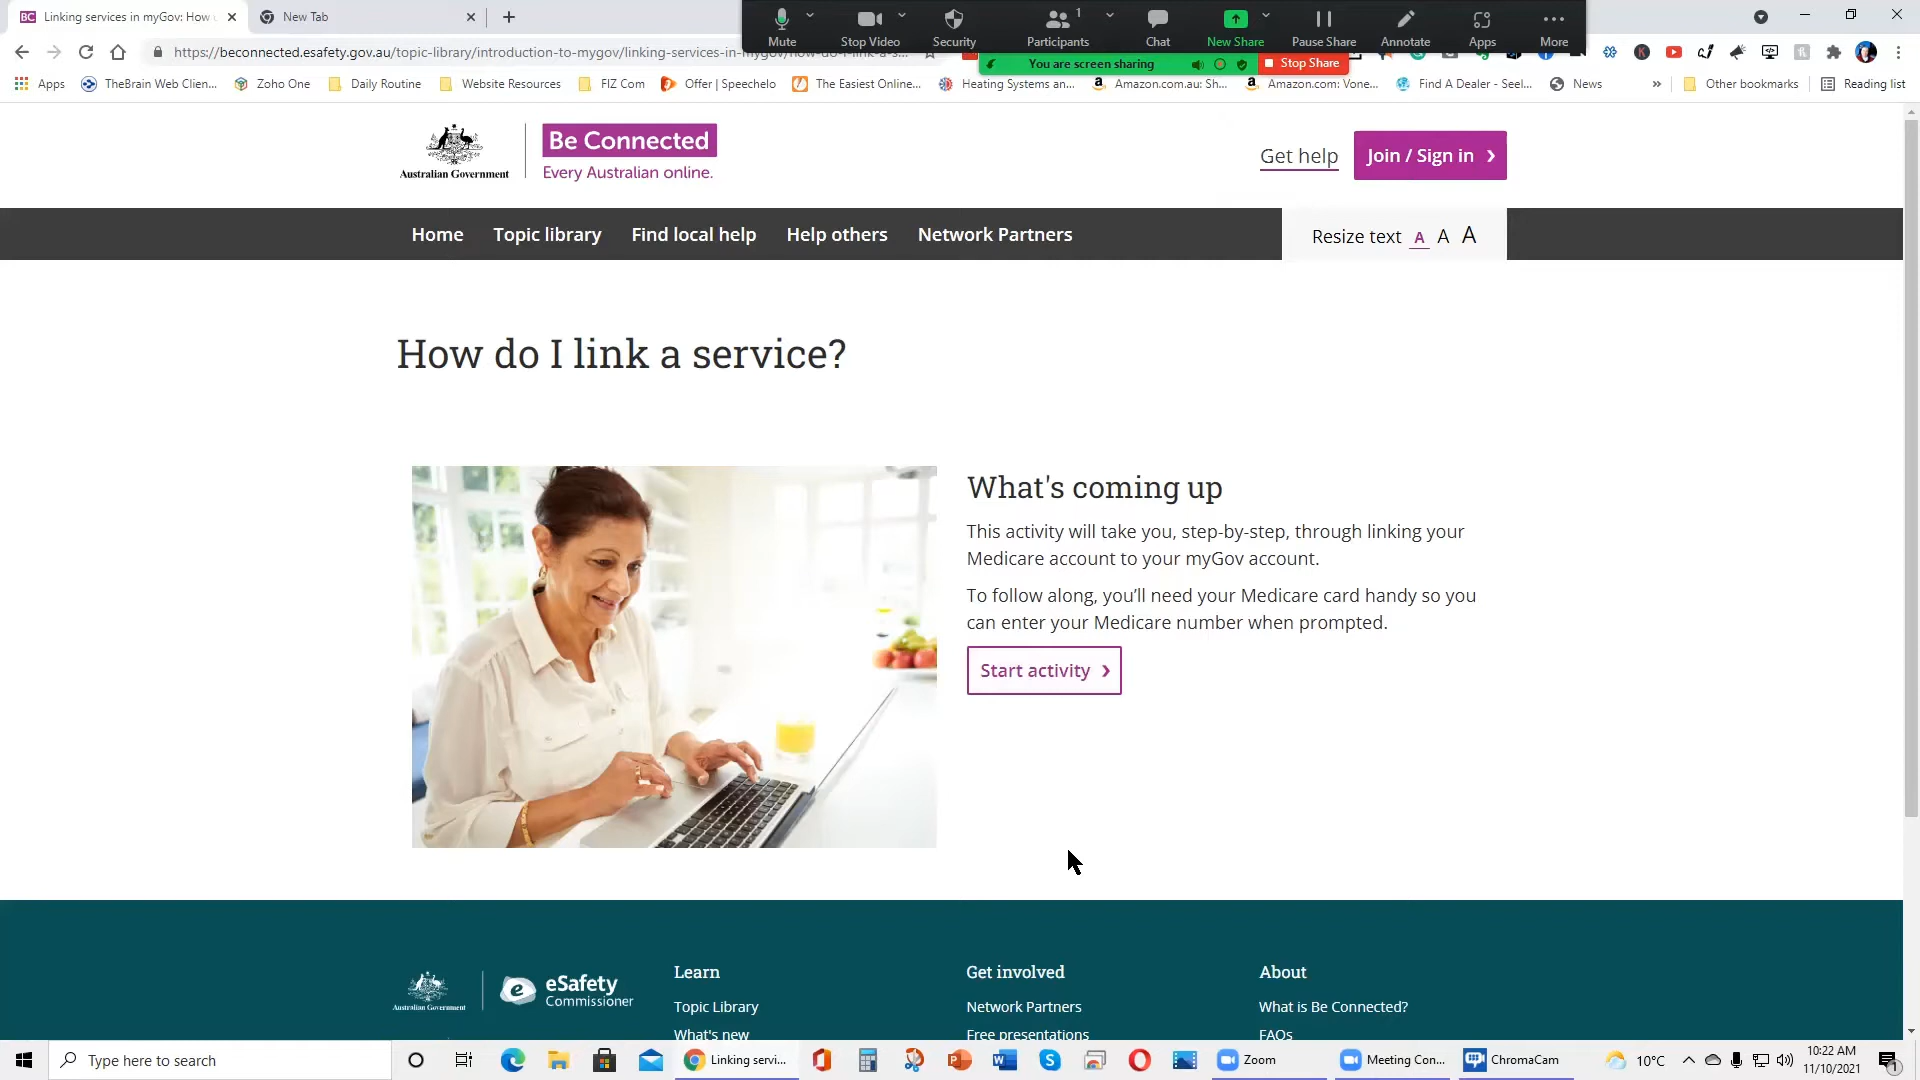 Linking services in myGov: How
New Tab
Mute
Stop Video
Security
1
Participants
Chat
New Share
Pause Share
Annotate
Apps
More
https://beconnected.esafety.gov.au/topic-library/introduction-to-mygov/linking-services-in-mygov/how-do-i-link-a-s...
You are screen sharing
Stop Share
Apps
TheBrain Web Clien...
Zoho One
Daily Routine
Website Resources
FIZ Com
Offer | Speechelo
The Easiest Online...
Heating Systems an...
Amazon.com.au: Sh...
Amazon.com: Vone...
Find A Dealer - Seel...
News
»
Other bookmarks
Reading list
Australian Government
Be Connected
Every Australian online.
Get help
Join / Sign in
Home
Topic library
Find local help
Help others
Network Partners
Resize text A A A
How do I link a service?
What's coming up
This activity will take you, step-by-step, through linking your
Medicare account to your myGov account.
To follow along, you’ll need your Medicare card handy so you
can enter your Medicare number when prompted.
Start activity
Australian Government
eSafety
Commissioner
Learn
Topic Library
What's new
Get involved
Network Partners
Free presentations
About
What is Be Connected?
FAQs
Type here to search
Linking servi...
Zoom
Meeting Con...
ChromaCam
10°C
10:22 AM
11/10/2021
1